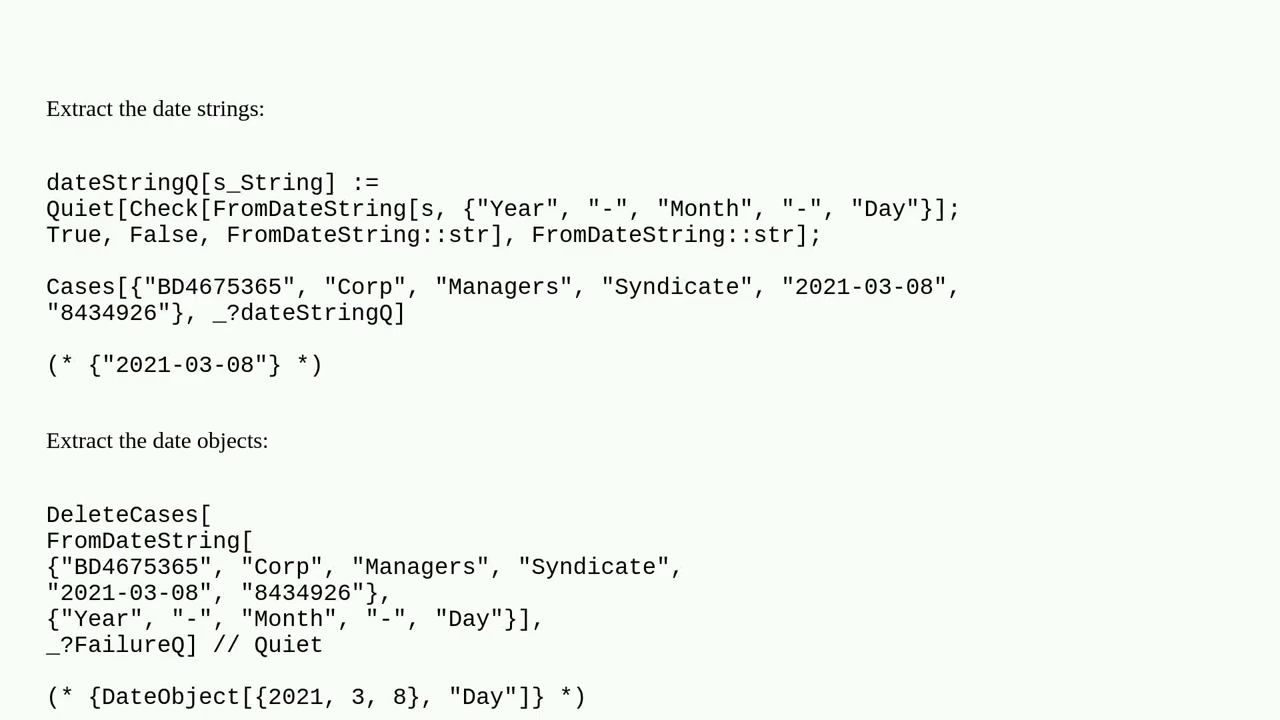 Extract the date strings:
dateStringQ[s_String] :=
Quiet[Check[FromDateString[s, {"Year", "-", "Month", "-", "Day"}];
True, False, FromDateString::str], FromDateString::str];
Cases[{"BD4675365", "Corp", "Managers", "Syndicate", "2021-03-08",
"8434926"}, _?dateStringQ]
(* {"2021-03-08"} *)
Extract the date objects:
DeleteCases[
FromDateString[
{"BD4675365", "Corp", "Managers", "Syndicate",
"2021-03-08", "8434926"},
{"Year", "-", "Month", "-", "Day"}],
_?FailureQ] // Quiet
(* {DateObject[{2021, 3, 8}, "Day"]} *)